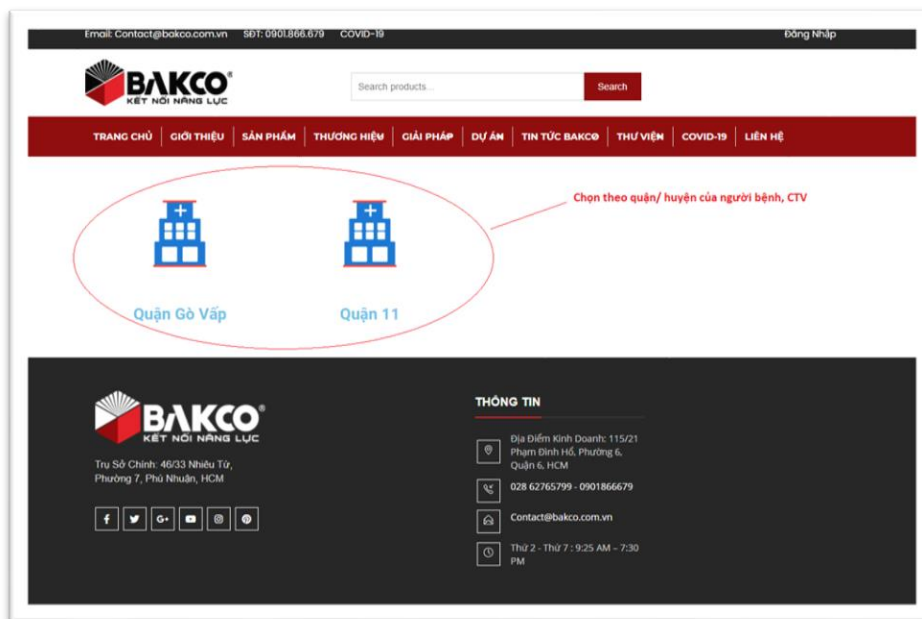 Email: Contact@bakco.com.vn SĐT: 0901.866.679 COVID-19 Đăng Nhập
BAKCO®
KẾT NỐI NĂNG LỰC
Search products... Search
TRANG CHỦ GIỚI THIỆU SẢN PHẨM THƯƠNG HIỆU GIẢI PHÁP DỰ ÁN TIN TỨC BAKCO THƯ VIỆN COVID-19 LIÊN HỆ
Chọn theo quận/ huyện của người bệnh, CTV
Quận Gò Vấp Quận 11
BAKCO®
KẾT NỐI NĂNG LỰC
Trụ Sở Chính: 46/33 Nhiêu Tứ,
Phường 7, Phú Nhuận, HCM
THÔNG TIN
Địa Điểm Kinh Doanh: 115/21
Phạm Đình Hổ, Phường 6,
Quận 6, HCM
028 62765799 - 0901866679
Contact@bakco.com.vn
Thứ 2 - Thứ 7 : 9:25 AM – 7:30
PM